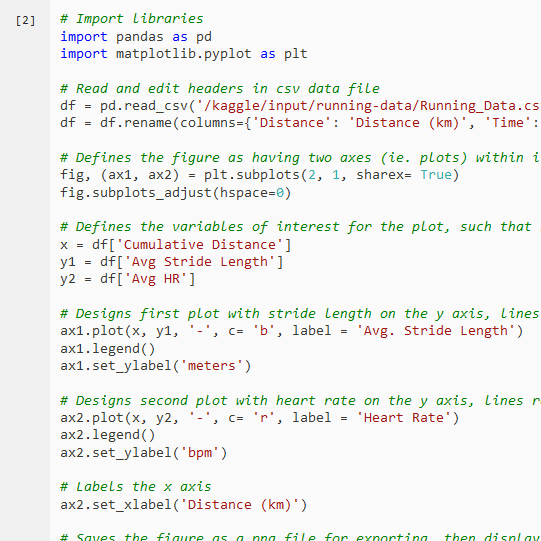 [2]
# Import libraries
import pandas as pd
import matplotlib.pyplot as plt
# Read and edit headers in csv data file
df = pd.read_csv('/kaggle/input/running-data/Running_Data.cs
df = df.rename(columns={'Distance': 'Distance (km)', 'Time':
# Defines the figure as having two axes (ie. plots) within i
fig, (ax1, ax2) = plt.subplots(2, 1, sharex= True)
fig.subplots_adjust(hspace=0)
# Defines the variables of interest for the plot, such that
x = df['Cumulative Distance']
y1 = df['Avg Stride Length']
y2 = df['Avg HR']
# Designs first plot with stride length on the y axis, lines
ax1.plot(x, y1, '-', c= 'b', label = 'Avg. Stride Length')
ax1.legend()
ax1.set_ylabel('meters')
# Designs second plot with heart rate on the y axis, lines r
ax2.plot(x, y2, '-', c= 'r', label = 'Heart Rate')
ax2.legend()
ax2.set_ylabel('bpm')
# Labels the x axis
ax2.set_xlabel('Distance (km)')
# Saves the figure as a png file for exporting, then display